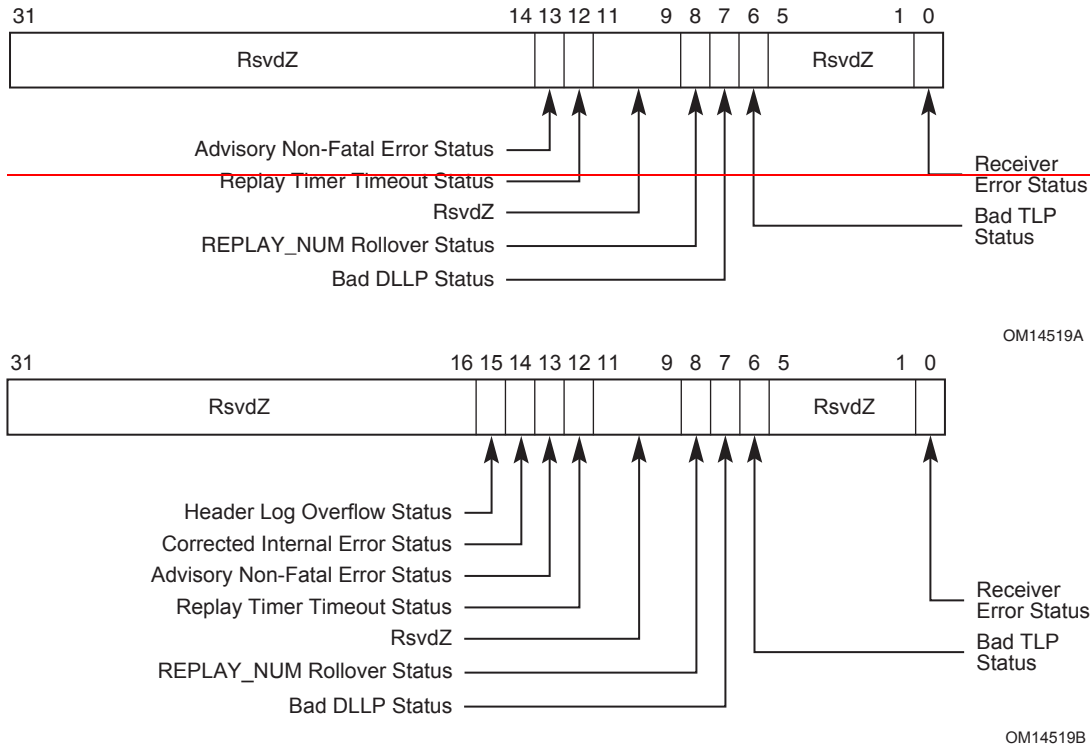 31 14 13 12 11 9 8 7 6 5 1 0
RsvdZ RsvdZ
Advisory Non-Fatal Error Status
Replay Timer Timeout Status
RsvdZ
REPLAY_NUM Rollover Status
Bad DLLP Status
Receiver
Error Status
Bad TLP
Status
OM14519A
31 16 15 14 13 12 11 9 8 7 6 5 1 0
RsvdZ RsvdZ
Header Log Overflow Status
Corrected Internal Error Status
Advisory Non-Fatal Error Status
Replay Timer Timeout Status
RsvdZ
REPLAY_NUM Rollover Status
Bad DLLP Status
Receiver
Error Status
Bad TLP
Status
OM14519B